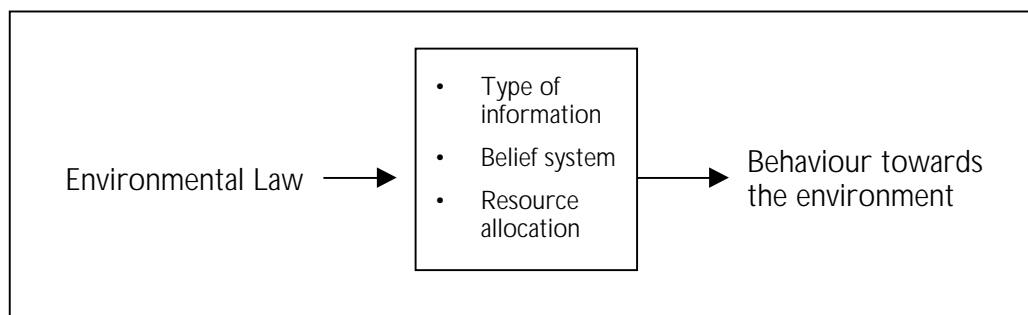 Environmental Law
• Type of
information
• Belief system
• Resource
allocation
Behaviour towards
the environment